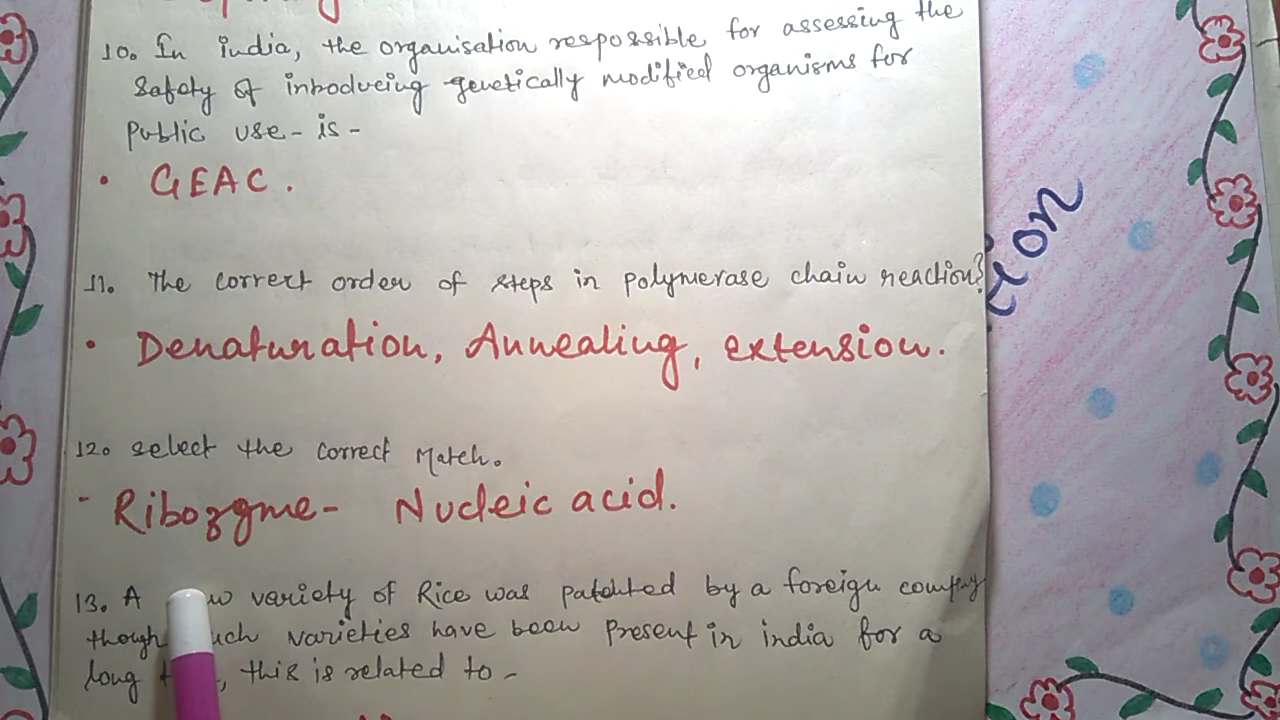 10. In india, the organisation respossible for assessing the
Safety of introducing genetically modified organisms for
public use - is -
• GEAC.
11. The correct order of steps in polymerase chain reaction?
• Denaturation, Annealing, extension.
12. select the correct Match.
- Ribozyme - Nucleic acid.
13. A variety of Rice was patented by a foreign company
though varieties have been present in india for a
long this is related to -
tion